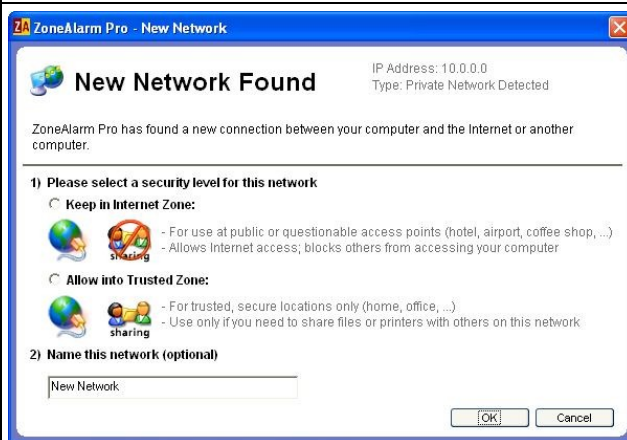 ZA ZoneAlarm Pro - New Network
New Network Found
IP Address: 10.0.0.0
Type: Private Network Detected
ZoneAlarm Pro has found a new connection between your computer and the Internet or another
computer.
1) Please select a security level for this network
Keep in Internet Zone:
sharing
- For use at public or questionable access points (hotel, airport, coffee shop, ...)
- Allows Internet access; blocks others from accessing your computer
Allow into Trusted Zone:
sharing
- For trusted, secure locations only (home, office, ...)
- Use only if you need to share files or printers with others on this network
2) Name this network (optional)
New Network
OK
Cancel